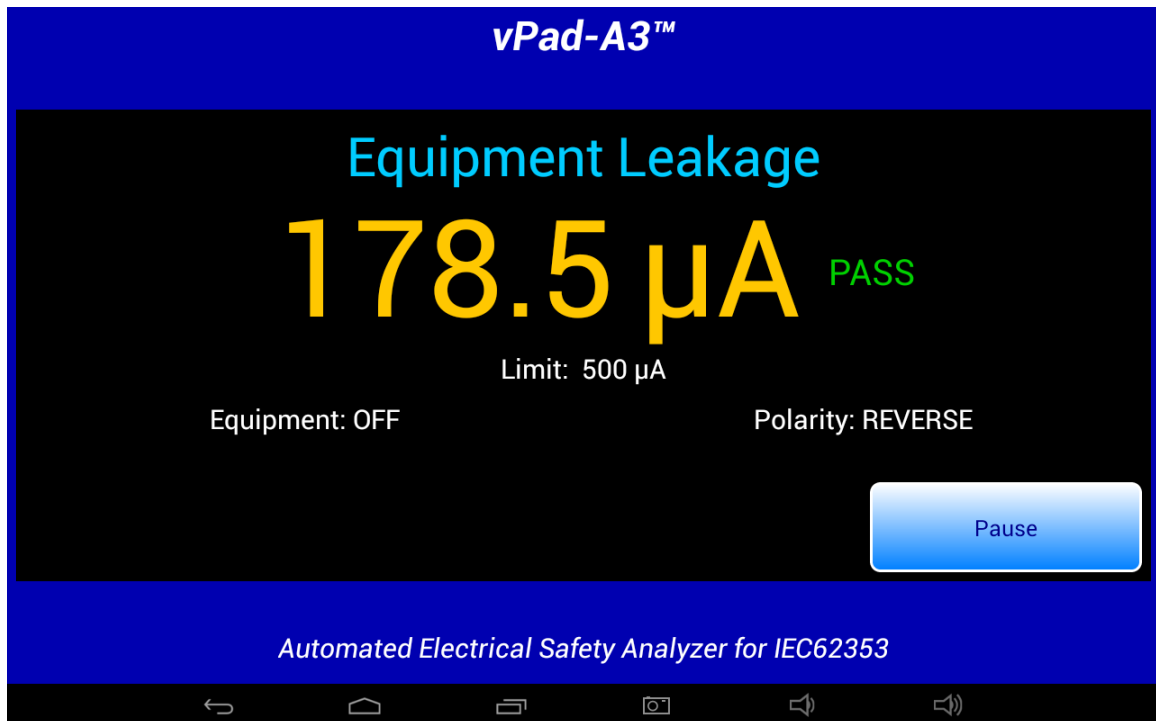 vPad-A3™
Equipment Leakage
178.5 µA PASS
Limit: 500 µA
Equipment: OFF Polarity: REVERSE
Pause
Automated Electrical Safety Analyzer for IEC62353